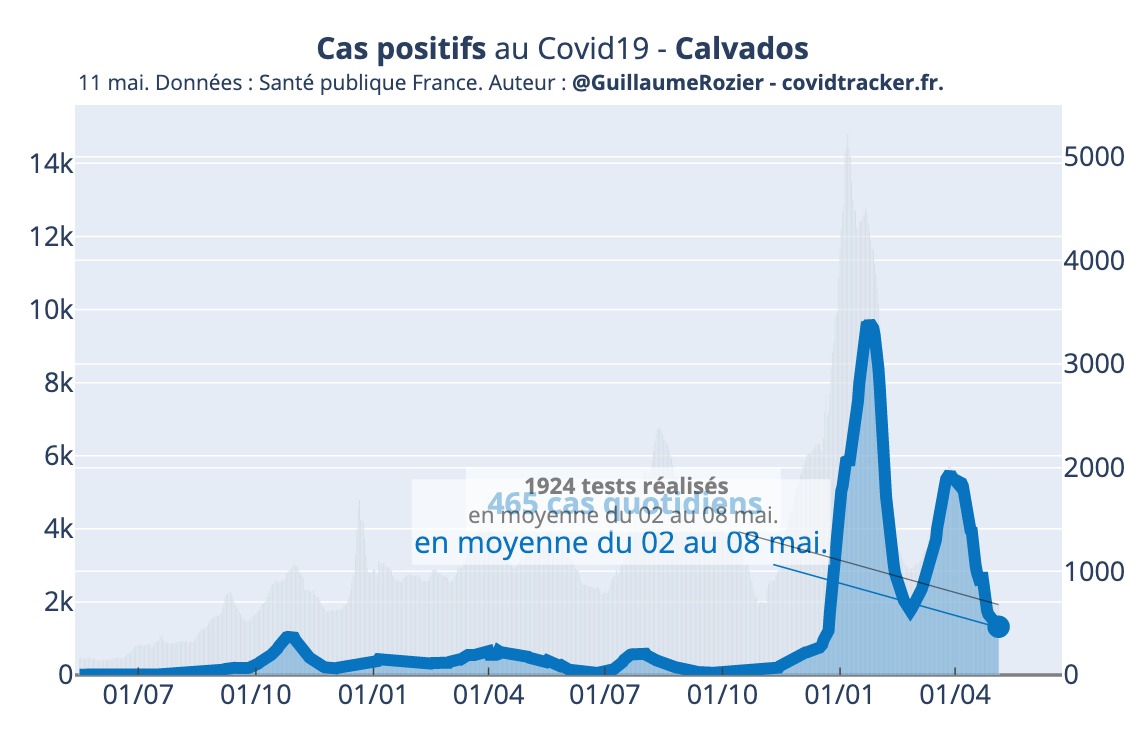 Cas positifs au Covid19 - Calvados
11 mai. Données : Santé publique France. Auteur : @GuillaumeRozier - covidtracker.fr.
14k
12k
10k
8k
6k
4k
2k
0
5000
4000
3000
2000
1000
0
1924 tests réalisés
en moyenne du 02 au 08 mai.
465 cas quotidiens
en moyenne du 02 au 08 mai.
01/07 01/10 01/01 01/04 01/07 01/10 01/01 01/04